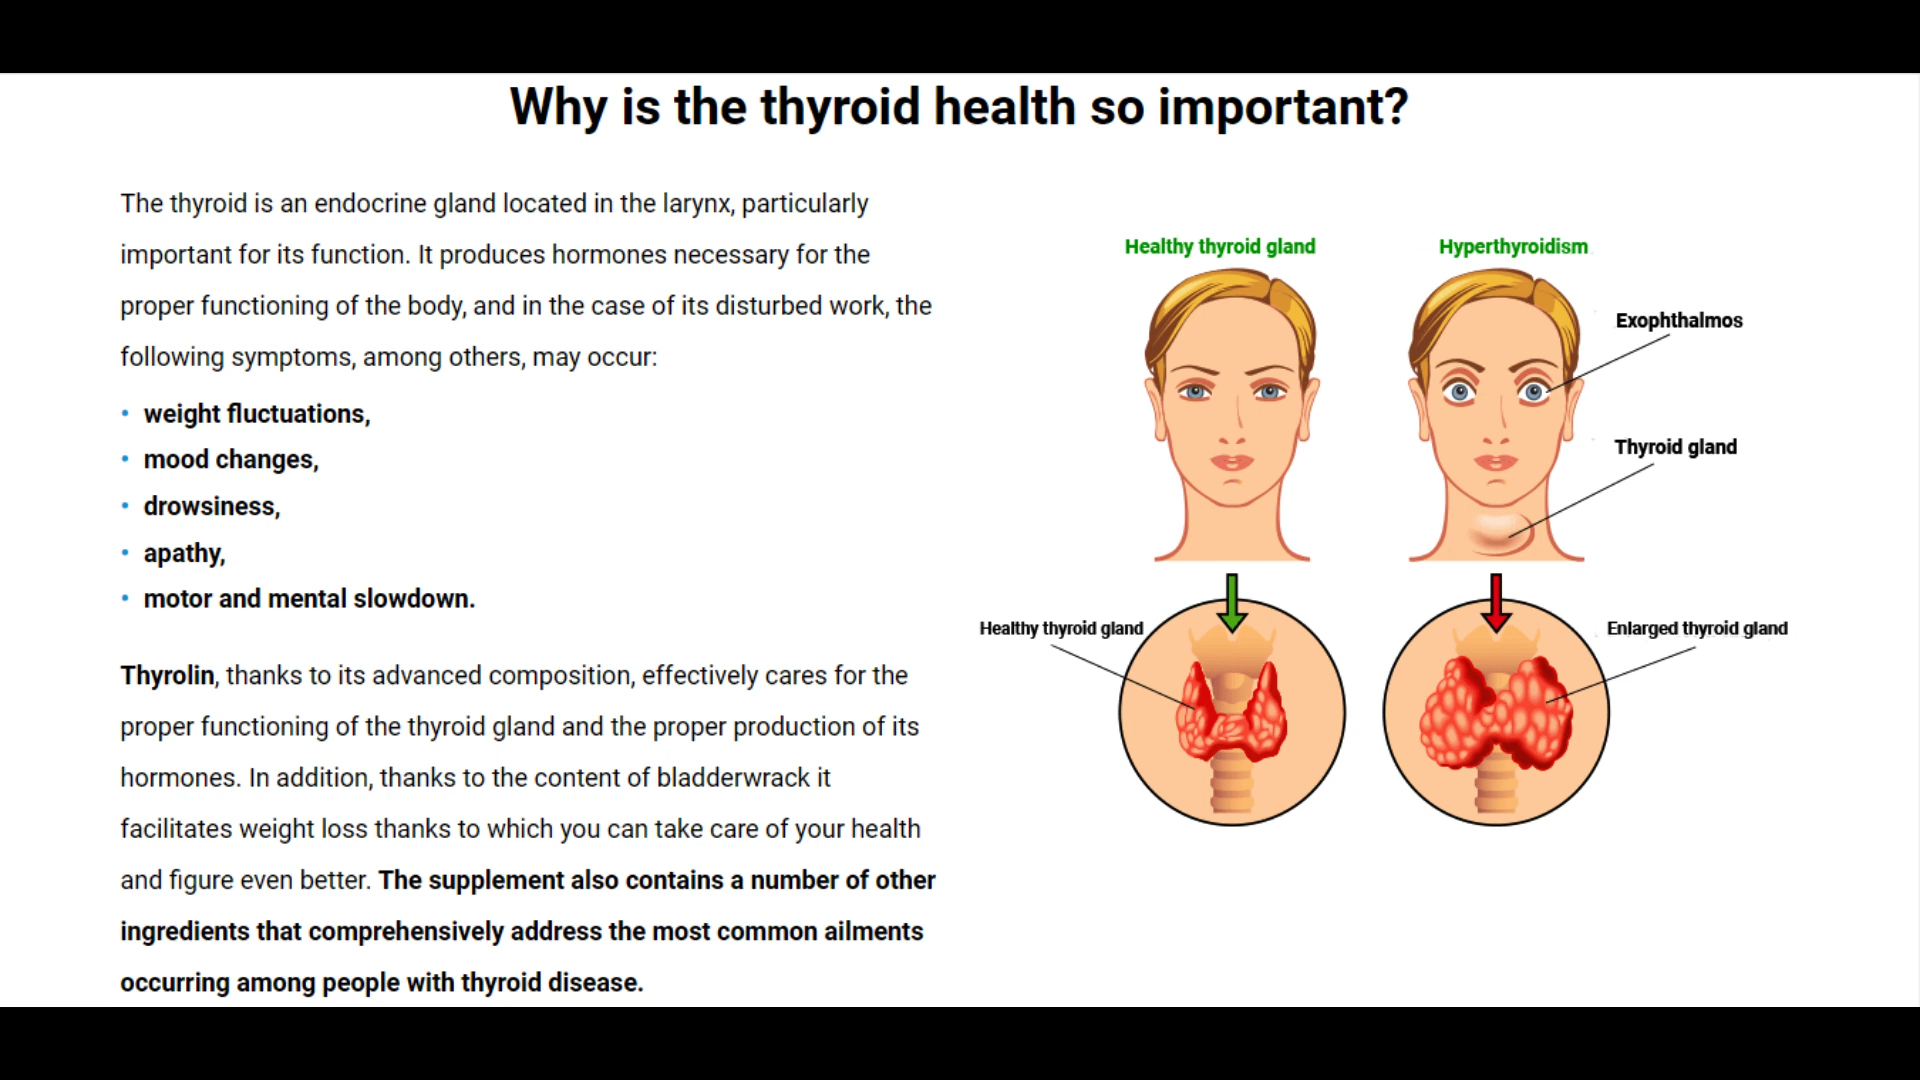 Why is the thyroid health so important?
The thyroid is an endocrine gland located in the larynx, particularly
important for its function. It produces hormones necessary for the
proper functioning of the body, and in the case of its disturbed work, the
following symptoms, among others, may occur:
• weight fluctuations,
• mood changes,
• drowsiness,
• apathy,
• motor and mental slowdown.
Thyrolin, thanks to its advanced composition, effectively cares for the
proper functioning of the thyroid gland and the proper production of its
hormones. In addition, thanks to the content of bladderwrack it
facilitates weight loss thanks to which you can take care of your health
and figure even better. The supplement also contains a number of other
ingredients that comprehensively address the most common ailments
occurring among people with thyroid disease.
Healthy thyroid gland
Hyperthyroidism
Exophthalmos
Thyroid gland
Healthy thyroid gland
Enlarged thyroid gland